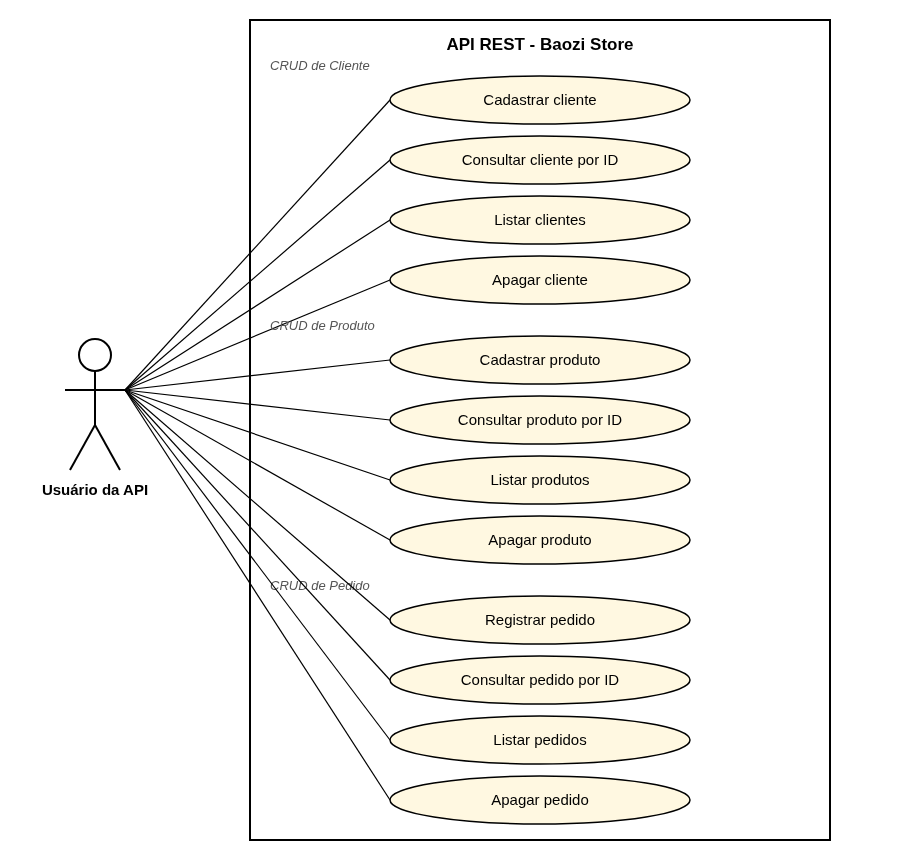 API REST - Baozi Store
CRUD de Cliente
Cadastrar cliente
Consultar cliente por ID
Listar clientes
Apagar cliente
CRUD de Produto
Cadastrar produto
Consultar produto por ID
Listar produtos
Apagar produto
Usuário da API
CRUD de Pedido
Registrar pedido
Consultar pedido por ID
Listar pedidos
Apagar pedido